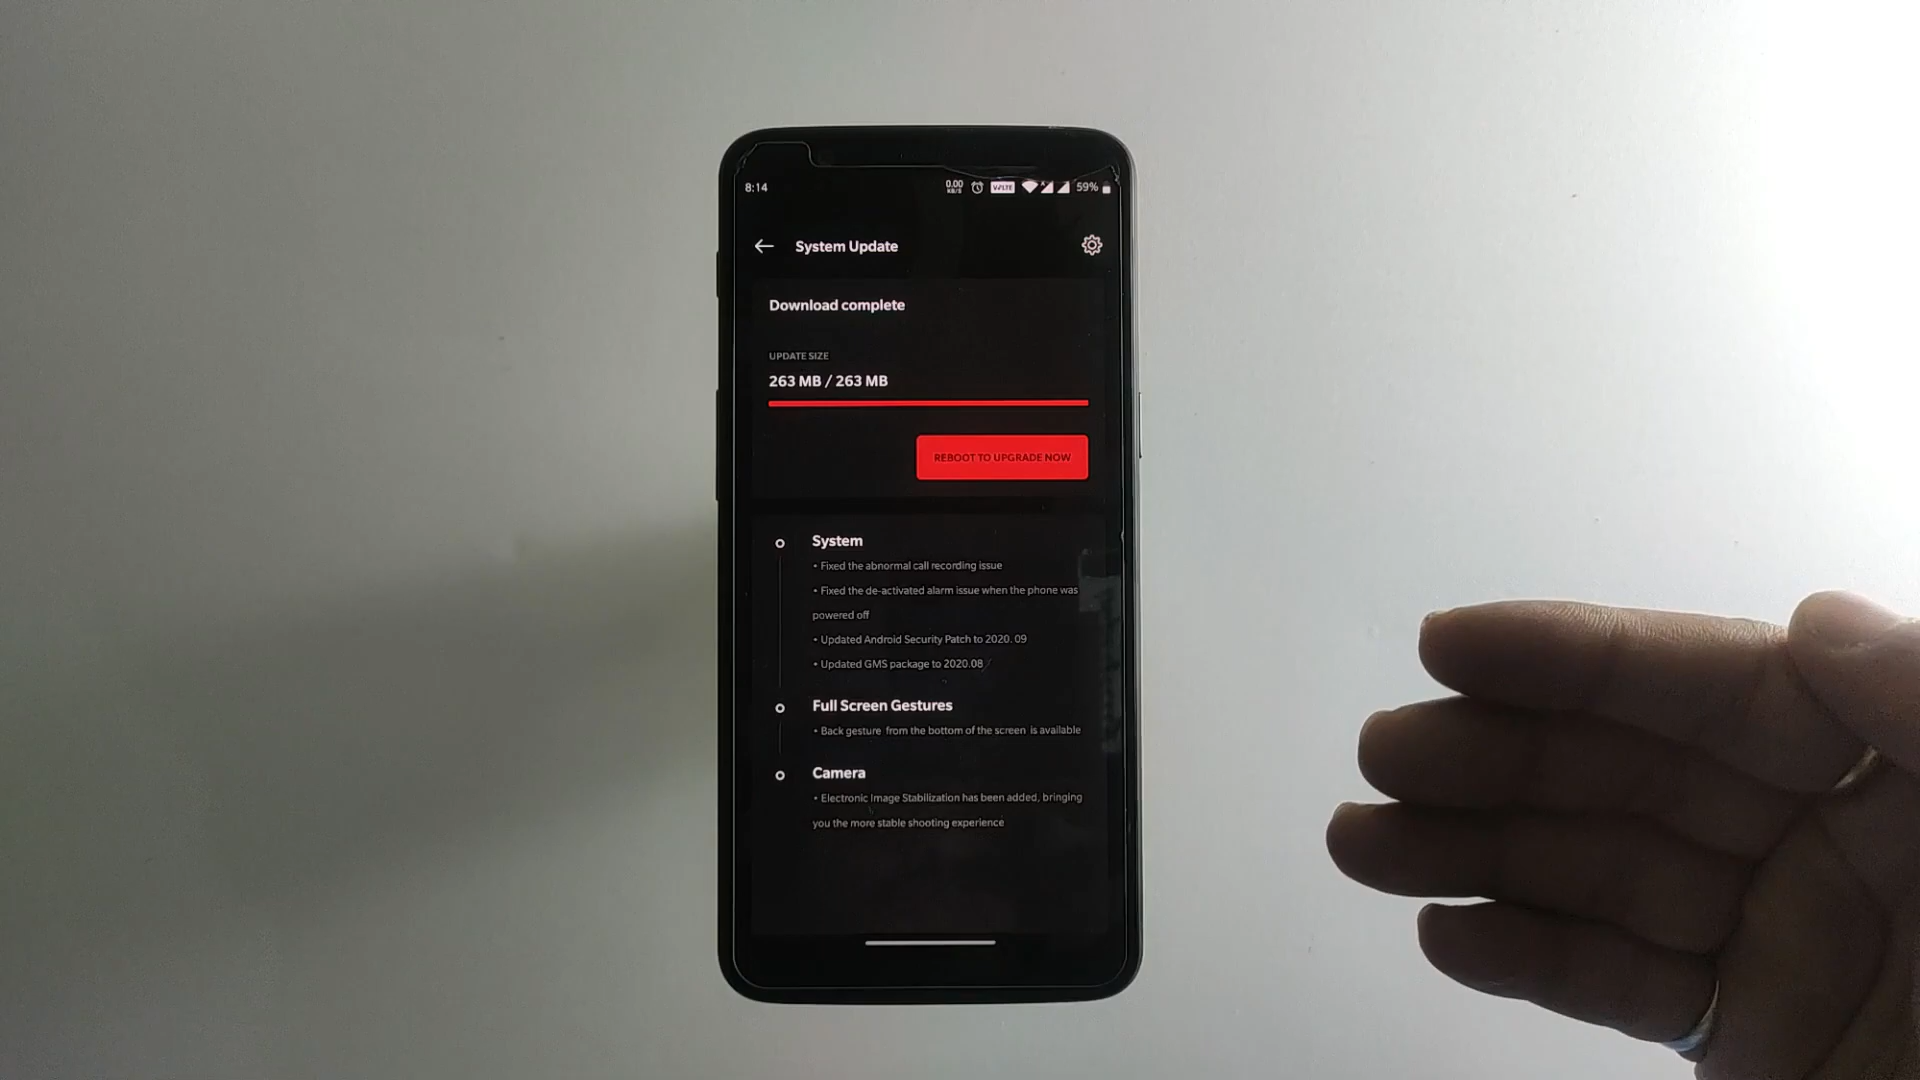 8:14
0.00
KB/S
VoLTE
59%
System Update
Download complete
UPDATE SIZE
263 MB / 263 MB
REBOOT TO UPGRADE NOW
System
• Fixed the abnormal call recording issue
• Fixed the de-activated alarm issue when the phone was
powered off
• Updated Android Security Patch to 2020. 09
• Updated GMS package to 2020.08
Full Screen Gestures
• Back gesture from the bottom of the screen is available
Camera
• Electronic Image Stabilization has been added, bringing
you the more stable shooting experience